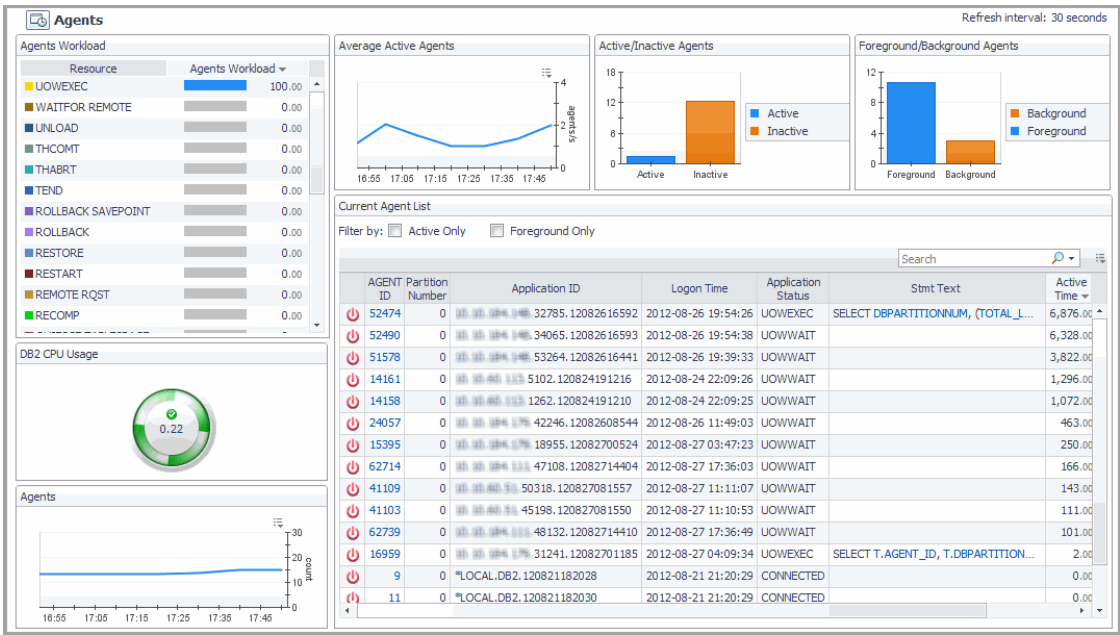 Agents
Refresh interval: 30 seconds
Agents Workload
Resource Agents Workload
UOWEXEC 100.00
WAITFOR REMOTE 0.00
UNLOAD 0.00
THCOMT 0.00
THABRT 0.00
TEND 0.00
ROLLBACK SAVEPOINT 0.00
ROLLBACK 0.00
RESTORE 0.00
RESTART 0.00
REMOTE RQST 0.00
RECOMP 0.00
DB2 CPU Usage
0.22
Agents
30
20
10
0
count
16:55 17:05 17:15 17:25 17:35 17:45
Average Active Agents
4
2
0
agents/s
16:55 17:05 17:15 17:25 17:35 17:45
Active/Inactive Agents
18
12
6
0
Active Inactive
Active
Inactive
Foreground/Background Agents
12
8
4
0
Foreground Background
Background
Foreground
Current Agent List
Filter by: Active Only Foreground Only
Search
AGENT ID Partition Number Application ID Logon Time Application Status Stmt Text Active Time
52474 0 .32785.12082616592 2012-08-26 19:54:26 UOWEXEC SELECT DBPARTITIONNUM, (TOTAL_L... 6,876.00
52490 0 .34065.12082616593 2012-08-26 19:54:38 UOWWAIT 6,328.00
51578 0 .53264.12082616441 2012-08-26 19:39:33 UOWWAIT 3,822.00
14161 0 .5102.120824191216 2012-08-24 22:09:26 UOWWAIT 1,296.00
14158 0 .1262.120824191210 2012-08-24 22:09:25 UOWWAIT 1,072.00
24057 0 42246.12082608544 2012-08-26 11:49:03 UOWWAIT 463.00
15395 0 .18955.12082700524 2012-08-27 03:47:23 UOWWAIT 250.00
62714 0 47108.12082714404 2012-08-27 17:36:03 UOWWAIT 166.00
41109 0 .50318.120827081557 2012-08-27 11:11:07 UOWWAIT 143.00
41103 0 45198.120827081550 2012-08-27 11:10:53 UOWWAIT 111.00
62739 0 48132.12082714410 2012-08-27 17:36:49 UOWWAIT 101.00
16959 0 .31241.12082701185 2012-08-27 04:09:34 UOWEXEC SELECT T.AGENT_ID, T.DBPARTITION... 2.00
9 0 *LOCAL.DB2.120821182028 2012-08-21 21:20:29 CONNECTED 0.00
11 0 *LOCAL.DB2.120821182030 2012-08-21 21:20:29 CONNECTED 0.00